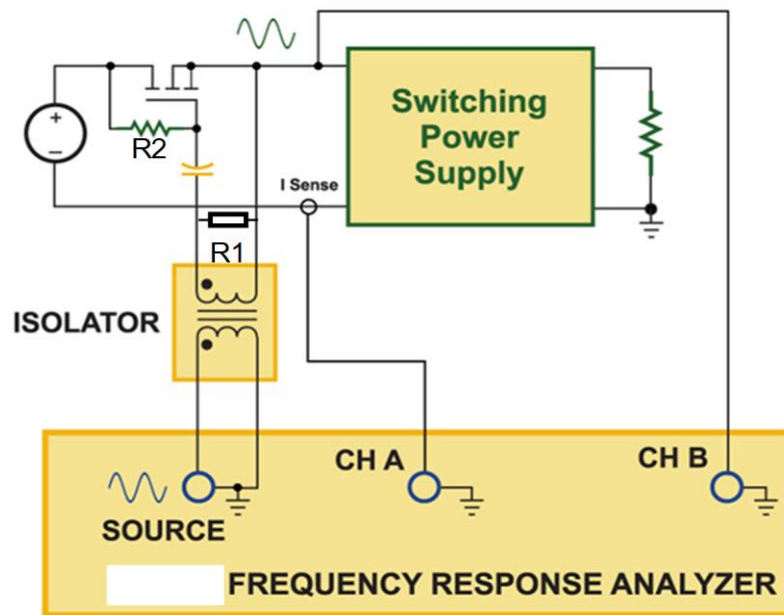 Switching
Power
Supply
R2
I Sense
R1
ISOLATOR
CH A
CH B
SOURCE
FREQUENCY RESPONSE ANALYZER